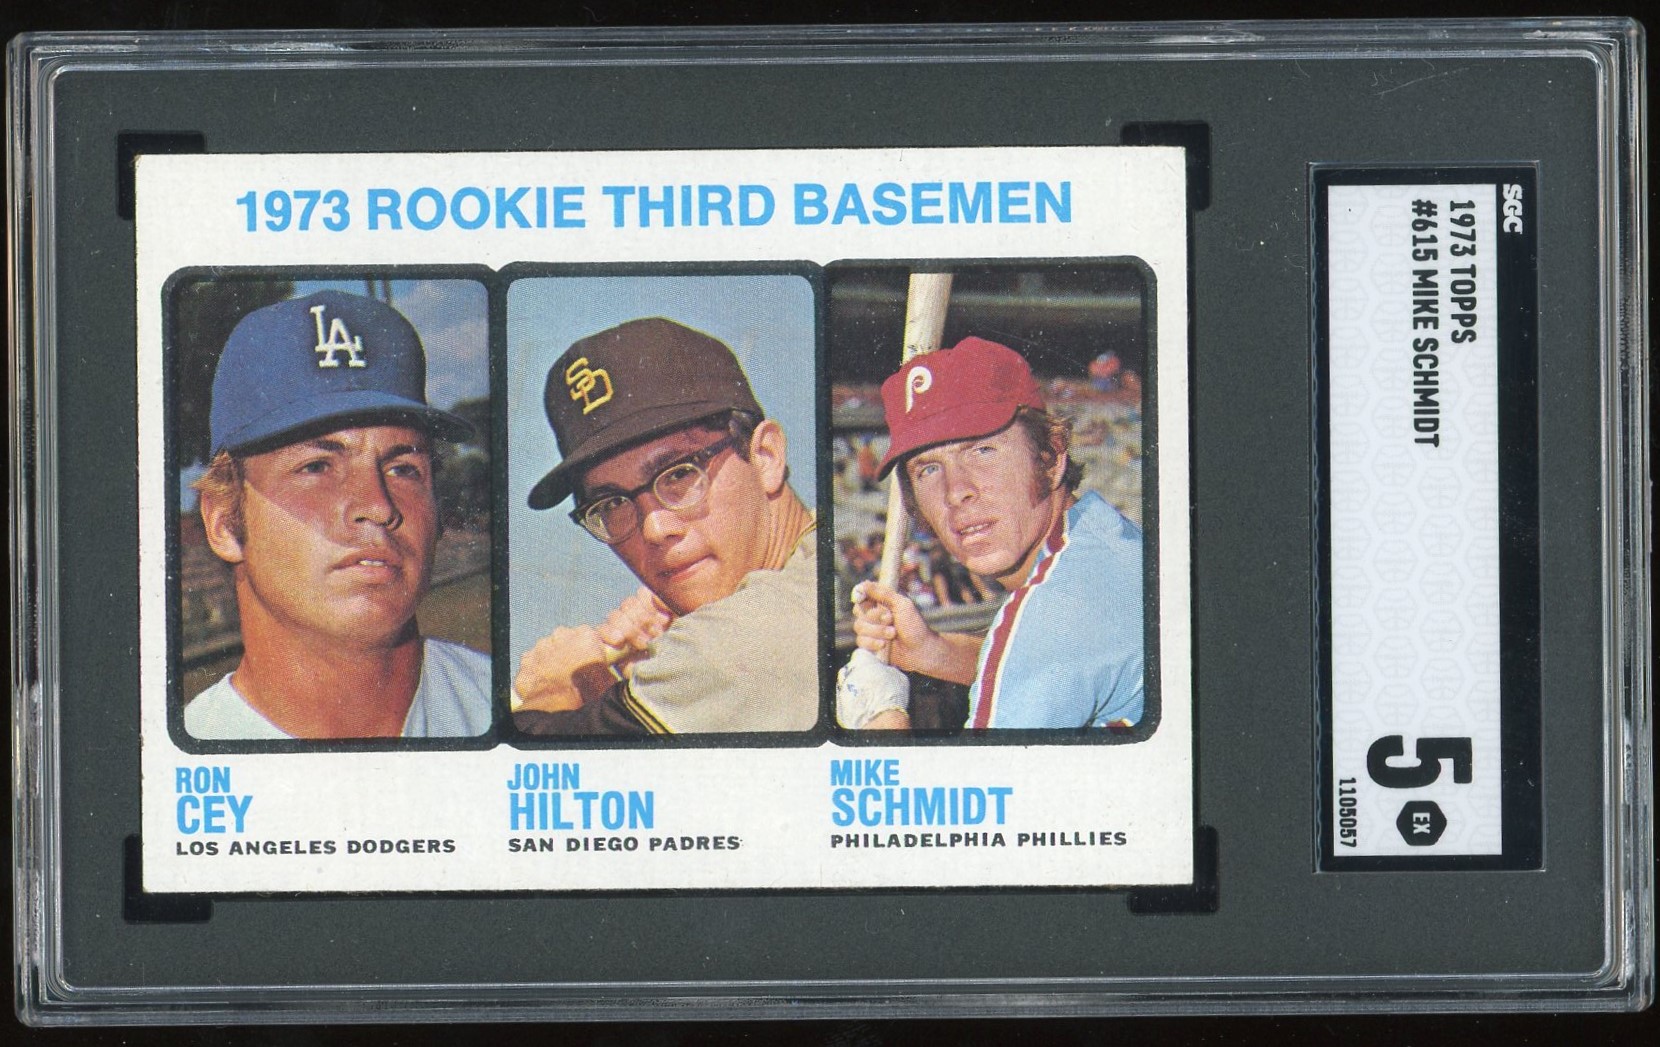 1973 ROOKIE THIRD BASEMEN
LA
SD
P
RON
CEY
LOS ANGELES DODGERS
JOHN
HILTON
SAN DIEGO PADRES
MIKE
SCHMIDT
PHILADELPHIA PHILLIES
SGC
1973 TOPPS
#615 MIKE SCHMIDT
5
EX
1105057